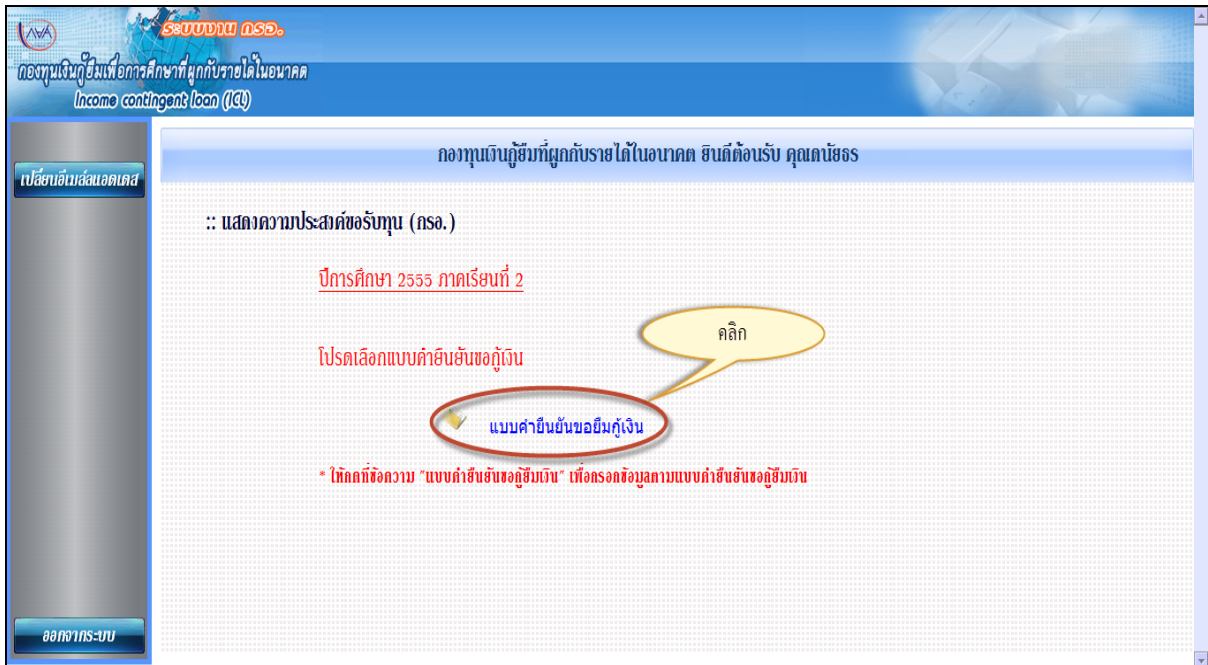 ระบบงาน กรอ.
กองทุนเงินกู้ยืมเพื่อการศึกษาที่ผูกกับรายได้ในอนาคต
Income contingent loan (ICL)
กองทุนเงินกู้ยืมที่ผูกกับรายได้ในอนาคต ยินดีต้อนรับ คุณดนัยธร
เปลี่ยนอีเมล์แอดเดส
:: แสดงความประสงค์ขอรับทุน (กรอ.)
ปีการศึกษา 2555 ภาคเรียนที่ 2
คลิก
โปรดเลือกแบบคำยืนยันขอกู้เงิน
แบบคำยืนยันขอยืมกู้เงิน
* ให้กดที่ข้อความ "แบบคำยืนยันขอกู้ยืมเงิน" เพื่อกรอกข้อมูลตามแบบคำยืนยันขอกู้ยืมเงิน
ออกจากระบบ